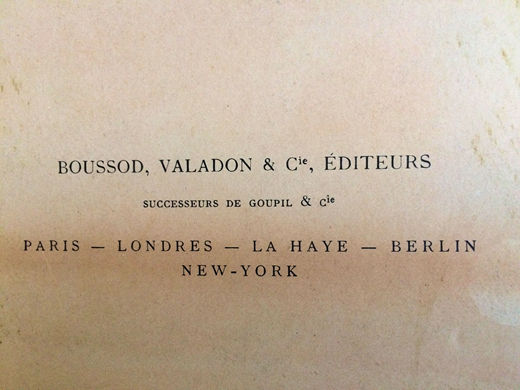 BOUSSOD, VALADON & Cie, ÉDITEURS
SUCCESSEURS DE GOUPIL & Cie
PARIS — LONDRES — LA HAYE — BERLIN
NEW-YORK